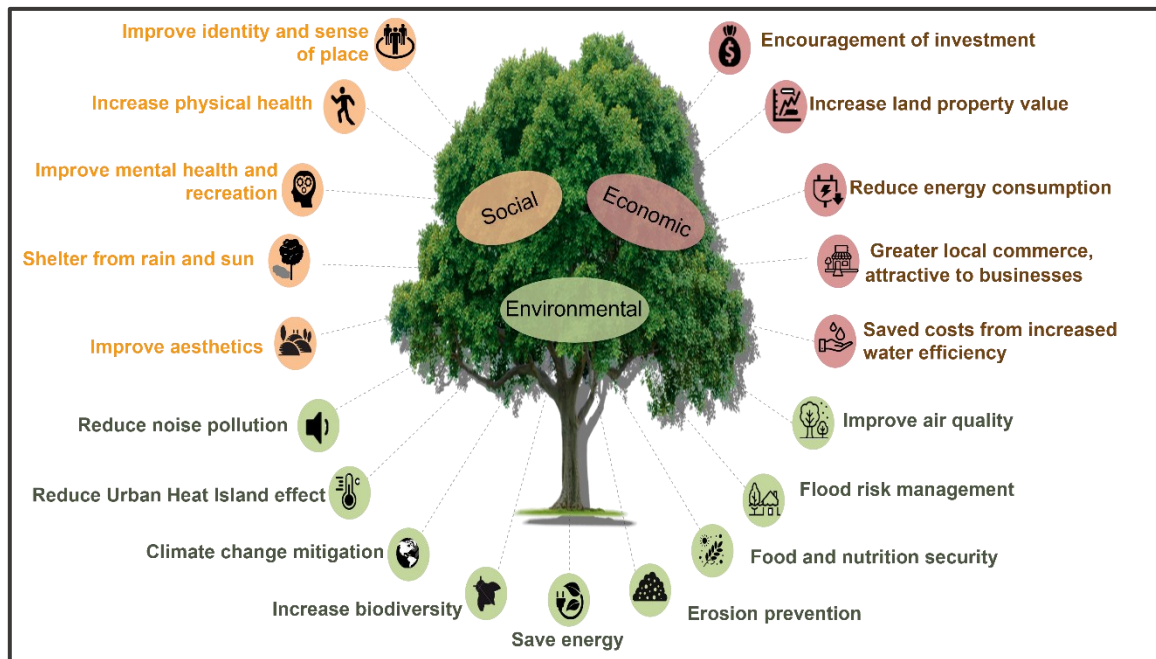 Improve identity and sense
of place
Increase physical health
Improve mental health and
recreation
Shelter from rain and sun
Improve aesthetics
Social
Economic
Environmental
Encouragement of investment
Increase land property value
Reduce energy consumption
Greater local commerce,
attractive to businesses
Saved costs from increased
water efficiency
Reduce noise pollution
Reduce Urban Heat Island effect
Climate change mitigation
Increase biodiversity
Save energy
Erosion prevention
Food and nutrition security
Flood risk management
Improve air quality